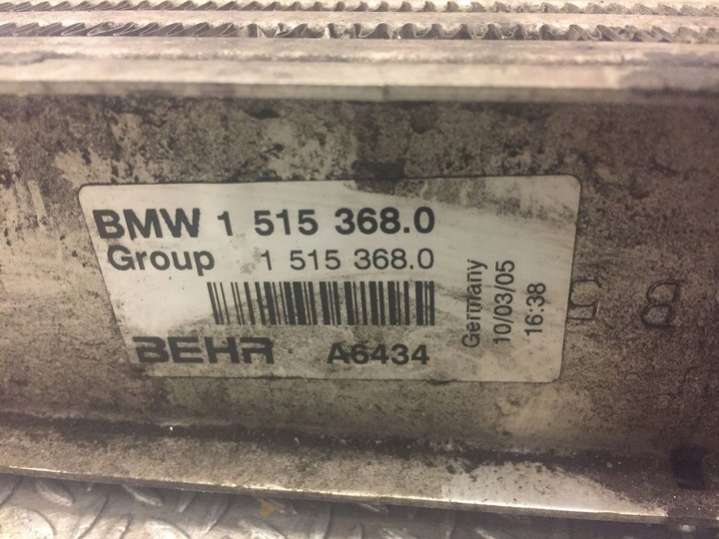 BMW 1 515 368.0
Group 1 515 368.0
BEHR A6434
Germany
10/03/05
16:38